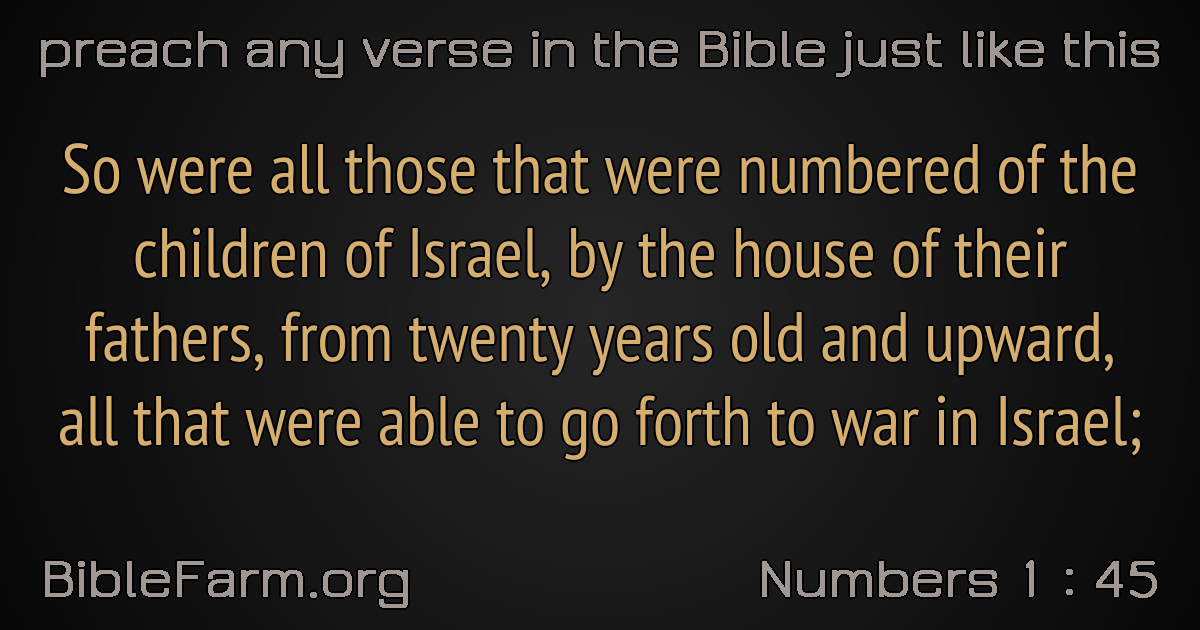 preach any verse in the Bible just like this
So were all those that were numbered of the
children of Israel, by the house of their
fathers, from twenty years old and upward,
all that were able to go forth to war in Israel;
BibleFarm.org
Numbers 1 : 45